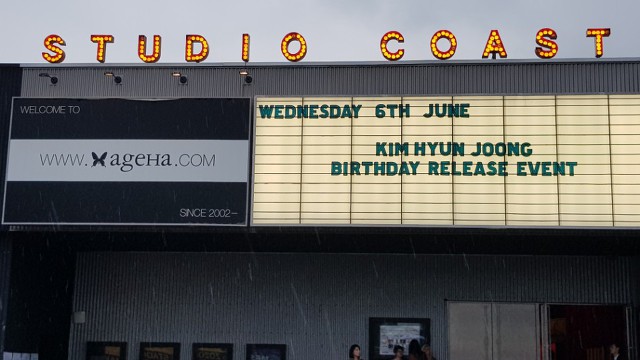 STUDIO COAST
WELCOME TO
WWW.ageHa.COM
SINCE 2002–
WEDNESDAY 6TH JUNE
KIM HYUN JOONG
BIRTHDAY RELEASE EVENT